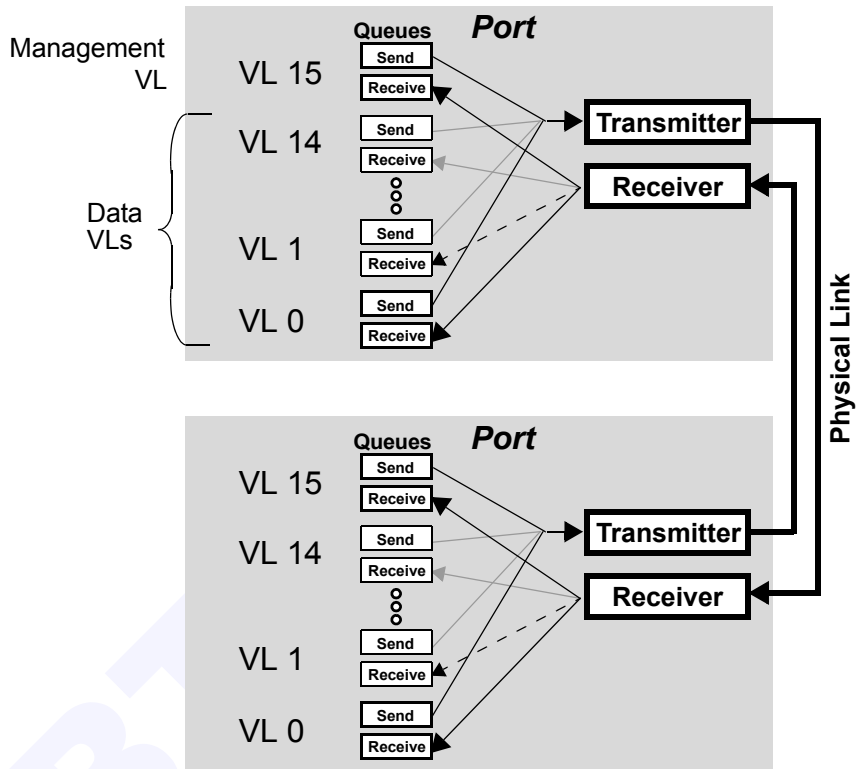 Queues Port
Management
VL
VL 15
Send
Receive
VL 14
Send
Receive
Transmitter
Receiver
Data
VLs
VL 1
Send
Receive
VL 0
Send
Receive
Physical Link
Queues Port
VL 15
Send
Receive
VL 14
Send
Receive
Transmitter
Receiver
VL 1
Send
Receive
VL 0
Send
Receive